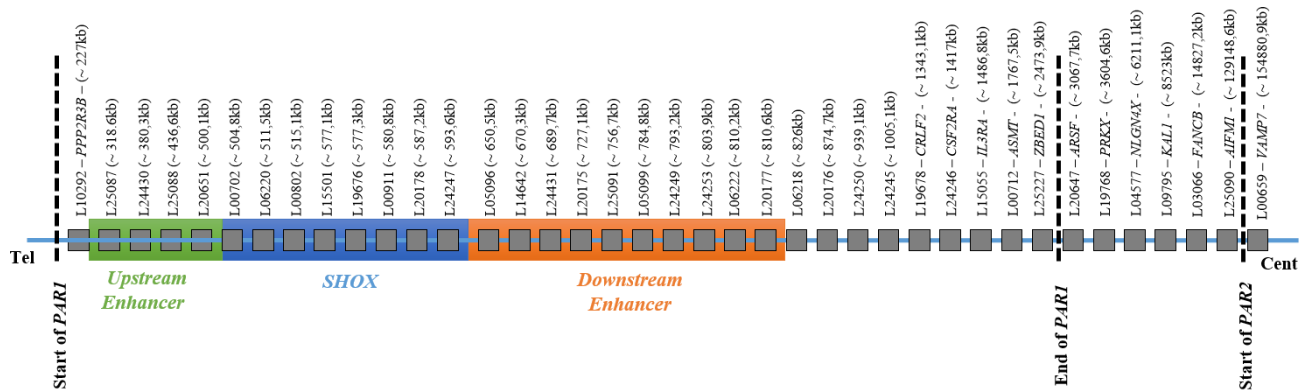 L10292 – PPP2R3B – (~ 227kb)
L25087 (~ 318,6kb)
L24430 (~ 380,3kb)
L25088 (~ 436,6kb)
L20651 (~ 500,1kb)
L00702 (~ 504,8kb)
L06220 (~ 511,5kb)
L00802 (~ 515,1kb)
L15501 (~ 577,1kb)
L19676 (~ 577,3kb)
L00911 (~ 580,8kb)
L20178 (~ 587,2kb)
L24247 (~ 593,6kb)
L05096 (~ 650,5kb)
L14642 (~ 670,3kb)
L24431 (~ 689,7kb)
L20175 (~ 727,1kb)
L25091 (~ 756,7kb)
L05099 (~ 784,8kb)
L24249 (~ 793,2kb)
L24253 (~ 803,9kb)
L06222 (~ 810,2kb)
L20177 (~ 810,6kb)
L06218 (~ 826kb)
L20176 (~ 874,7kb)
L24250 (~ 939,1kb)
L24245 (~ 1005,1kb)
L19678 – CRLF2 - (~ 1343,1kb)
L24246 – CSF2RA - (~ 1417kb)
L15055 – IL3RA - (~ 1486,8kb)
L00712 – ASMT - (~ 1767,5kb)
L25227 – ZBED1 - (~ 2473,9kb)
L20647 – ARSF - (~ 3067,7kb)
L19768 – PRKX - (~ 3604,6kb)
L04577 – NLGN4X - (~ 6211,1kb)
L09795 – KAL1 - (~ 8523kb)
L03066 – FANCB - (~ 14827,2kb)
L25090 – AIFM1 - (~ 129148,6kb)
L00659 – VAMP7 - (~ 154880,9kb)
Tel
Cent
Upstream
Enhancer
SHOX
Downstream
Enhancer
Start of PAR1
End of PAR1
Start of PAR2